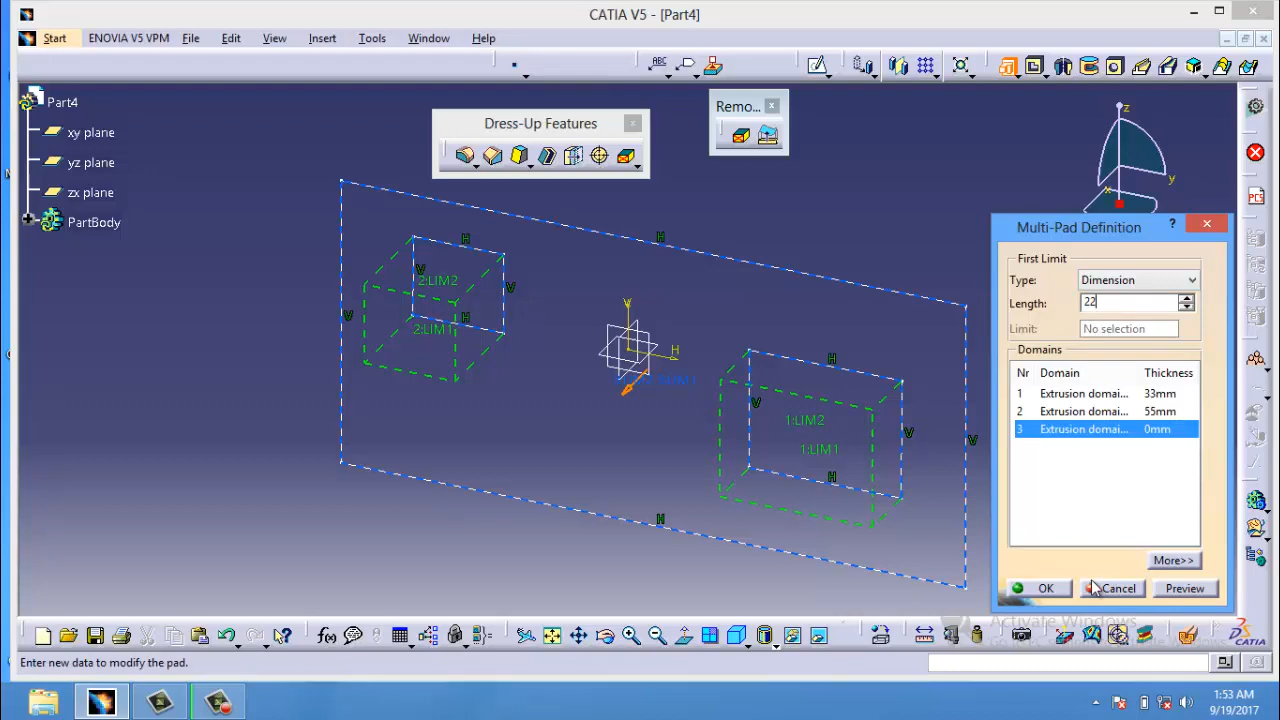 CATIA V5 - [Part4]
Start ENOVIA V5 VPM File Edit View Insert Tools Window Help
ABC
Part4
xy plane
yz plane
zx plane
PartBody
Dress-Up Features
Remo...
z
y
x
Multi-Pad Definition
First Limit
Type: Dimension
Length: 22
Limit: No selection
Domains
Nr Domain Thickness
1 Extrusion domai... 33mm
2 Extrusion domai... 55mm
3 Extrusion domai... 0mm
More>>
OK Cancel Preview
H
H
V
2:LIM2
V
V
H
2:LIM1
V
H
H
V
1:LIM2
V
V
1:LIM1
H
H
PCS
f(x)
Activate Windows
CATIA
Enter new data to modify the pad.
1:53 AM
9/19/2017